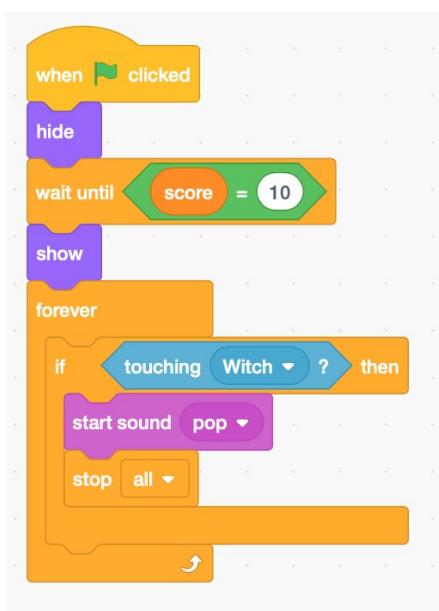 when clicked
hide
wait until score = 10
show
forever
if touching Witch ? then
start sound pop
stop all